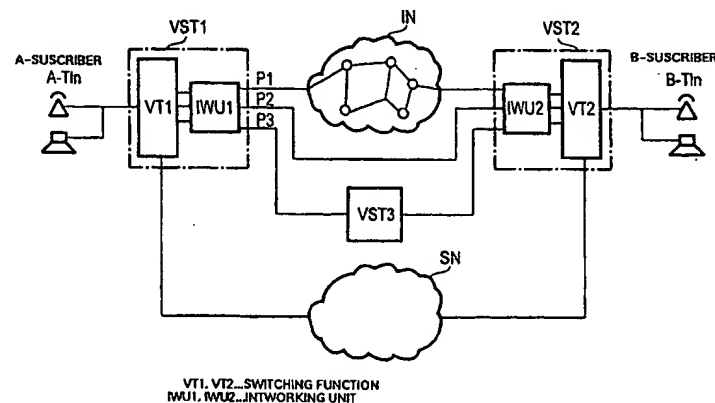 VST1
IN
VST2
A-SUSCRIBER
A-Tln
B-SUSCRIBER
B-Tln
VT1
IWU1
P1
P2
P3
IWU2
VT2
VST3
SN
VT1, VT2...SWITCHING FUNCTION
IWU1, IWU2...INTWORKING UNIT